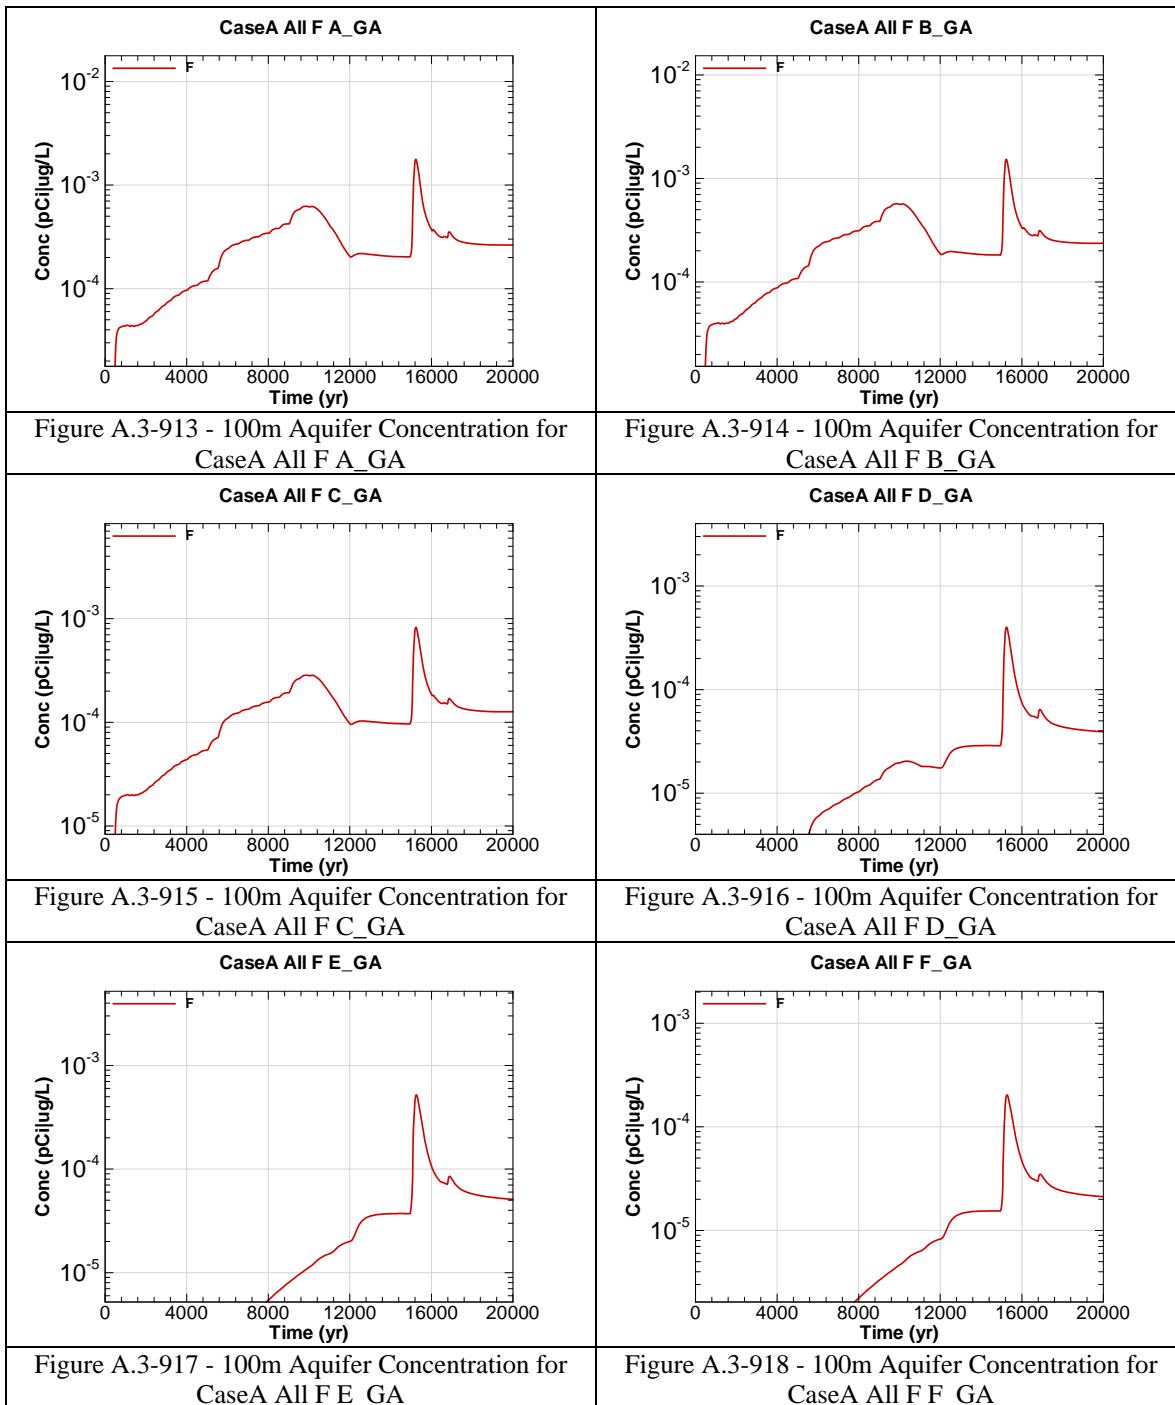 CaseA All F A_GA
F
10-2
10-3
10-4
Conc (pCi|ug/L)
0 4000 8000 12000 16000 20000
Time (yr)
Figure A.3-913 - 100m Aquifer Concentration for
CaseA All F A_GA
CaseA All F B_GA
F
10-2
10-3
10-4
Conc (pCi|ug/L)
0 4000 8000 12000 16000 20000
Time (yr)
Figure A.3-914 - 100m Aquifer Concentration for
CaseA All F B_GA
CaseA All F C_GA
F
10-3
10-4
10-5
Conc (pCi|ug/L)
0 4000 8000 12000 16000 20000
Time (yr)
Figure A.3-915 - 100m Aquifer Concentration for
CaseA All F C_GA
CaseA All F D_GA
F
10-3
10-4
10-5
Conc (pCi|ug/L)
0 4000 8000 12000 16000 20000
Time (yr)
Figure A.3-916 - 100m Aquifer Concentration for
CaseA All F D_GA
CaseA All F E_GA
F
10-3
10-4
10-5
Conc (pCi|ug/L)
0 4000 8000 12000 16000 20000
Time (yr)
Figure A.3-917 - 100m Aquifer Concentration for
CaseA All F E_GA
CaseA All F F_GA
F
10-3
10-4
10-5
Conc (pCi|ug/L)
0 4000 8000 12000 16000 20000
Time (yr)
Figure A.3-918 - 100m Aquifer Concentration for
CaseA All F F_GA